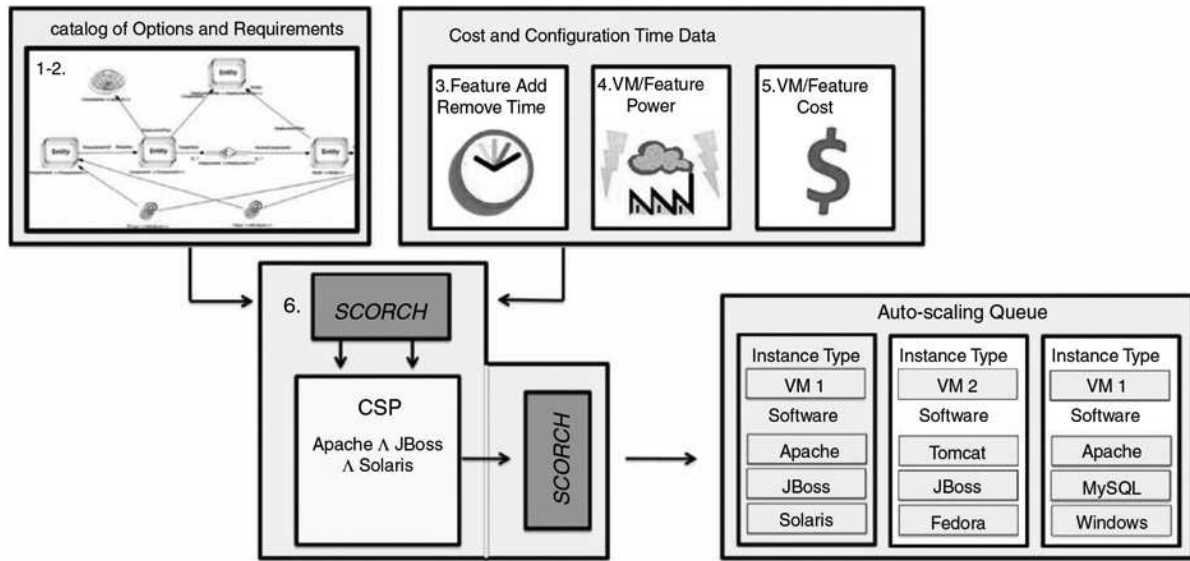 catalog of Options and Requirements
1-2.
Entity
Entity
Entity
Entity
Cost and Configuration Time Data
3.Feature Add
Remove Time
4.VM/Feature
Power
5.VM/Feature
Cost
$
6.
SCORCH
CSP
Apache Λ JBoss
Λ Solaris
SCORCH
Auto-scaling Queue
Instance Type
VM 1
Software
Apache
JBoss
Solaris
Instance Type
VM 2
Software
Tomcat
JBoss
Fedora
Instance Type
VM 1
Software
Apache
MySQL
Windows